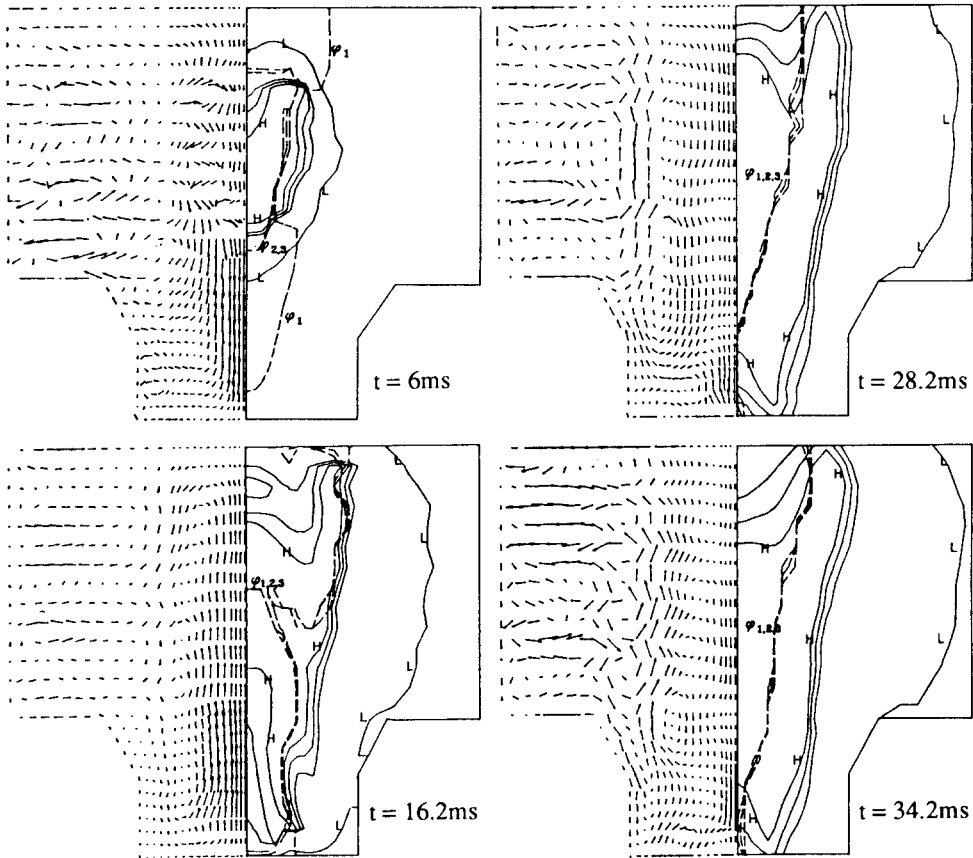 L
φ₁
H
L
H
φ₂,₃
L
φ₁
t = 6ms
H
H
L
φ₁,₂,₃
H
L
H
H
t = 28.2ms
L
L
H
φ₁,₂,₃
H
L
L
H
L
t = 16.2ms
L
H
H
φ₁,₂,₃
H
L
H
H
t = 34.2ms